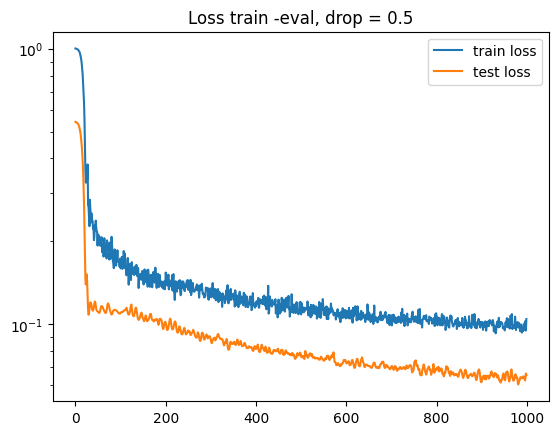 Loss train -eval, drop = 0.5
train loss
test loss
10⁰
10⁻¹
0 200 400 600 800 1000